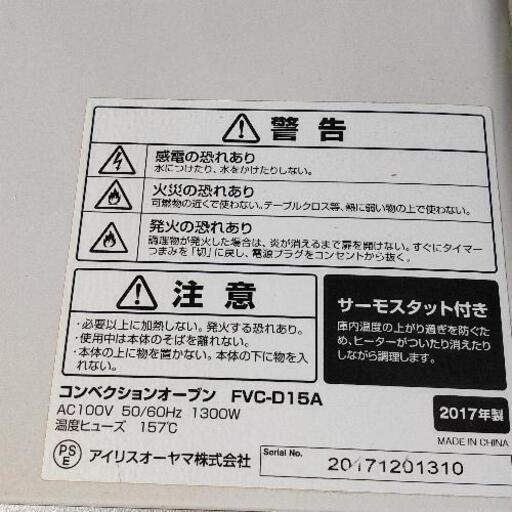 警告
感電の恐れあり
水につけたり、水をかけたりしない。
火災の恐れあり
可燃物の近くで使わない。テーブルクロス等、熱に弱い物の上で使わない。
発火の恐れあり
調理物が発火した場合は、炎が消えるまで扉を開けない。すぐにタイマー
つまみを「切」に戻し、電源プラグをコンセントから抜く。
注意
・必要以上に加熱しない。発火する恐れあり。
・使用中は本体のそばを離れない。
・本体の上に物を置かない。本体の下に物を入
れない。
サーモスタット付き
庫内温度の上がり過ぎを防ぐた
め、ヒーターがついたり消えたり
しながら調理します。
コンベクションオーブン FVC-D15A
AC100V 50/60Hz 1300W
温度ヒューズ 157℃
2017年製
MADE IN CHINA
PS
E
アイリスオーヤマ株式会社
Serial No.
20171201310